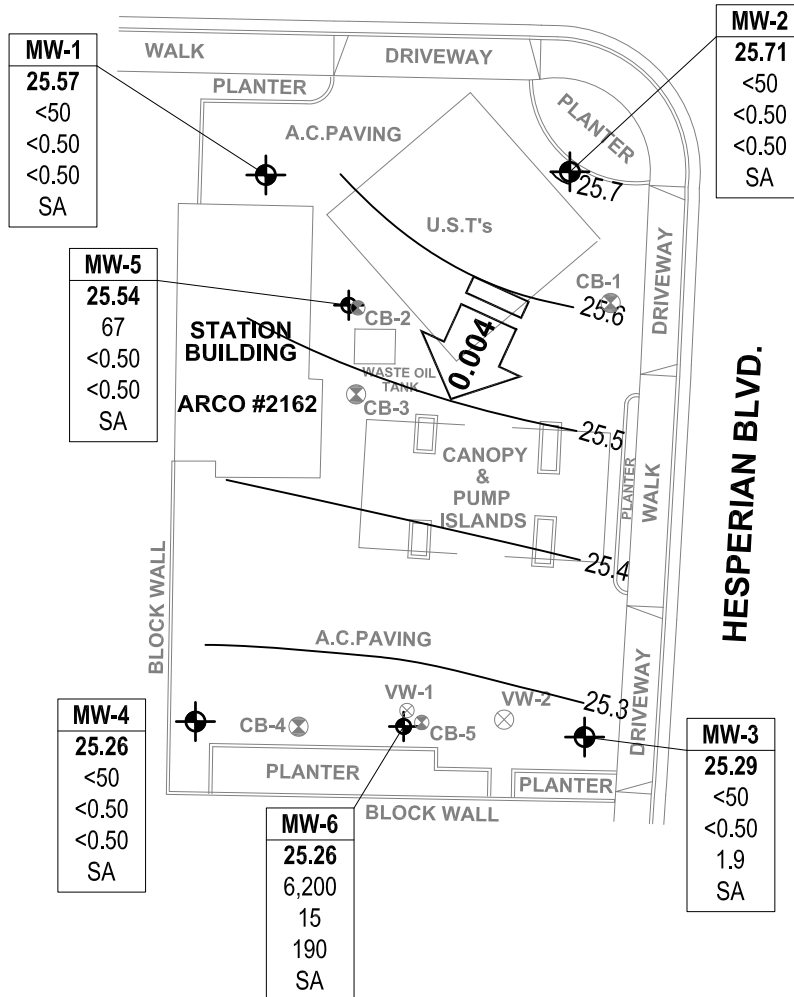 MW-1
25.57
<50
<0.50
<0.50
SA
WALK
DRIVEWAY
PLANTER
PLANTER
MW-2
25.71
<50
<0.50
<0.50
SA
A.C.PAVING
25.7
U.S.T's
MW-5
25.54
67
<0.50
<0.50
SA
CB-1
25.6
DRIVEWAY
CB-2
STATION
BUILDING
ARCO #2162
WASTE OIL
TANK
0.004
CB-3
25.5
CANOPY
&
PUMP
ISLANDS
PLANTER
WALK
HESPERIAN BLVD.
25.4
BLOCK WALL
A.C.PAVING
25.3
DRIVEWAY
MW-4
25.26
<50
<0.50
<0.50
SA
CB-4
VW-1
CB-5
VW-2
MW-3
25.29
<50
<0.50
1.9
SA
PLANTER
PLANTER
BLOCK WALL
MW-6
25.26
6,200
15
190
SA